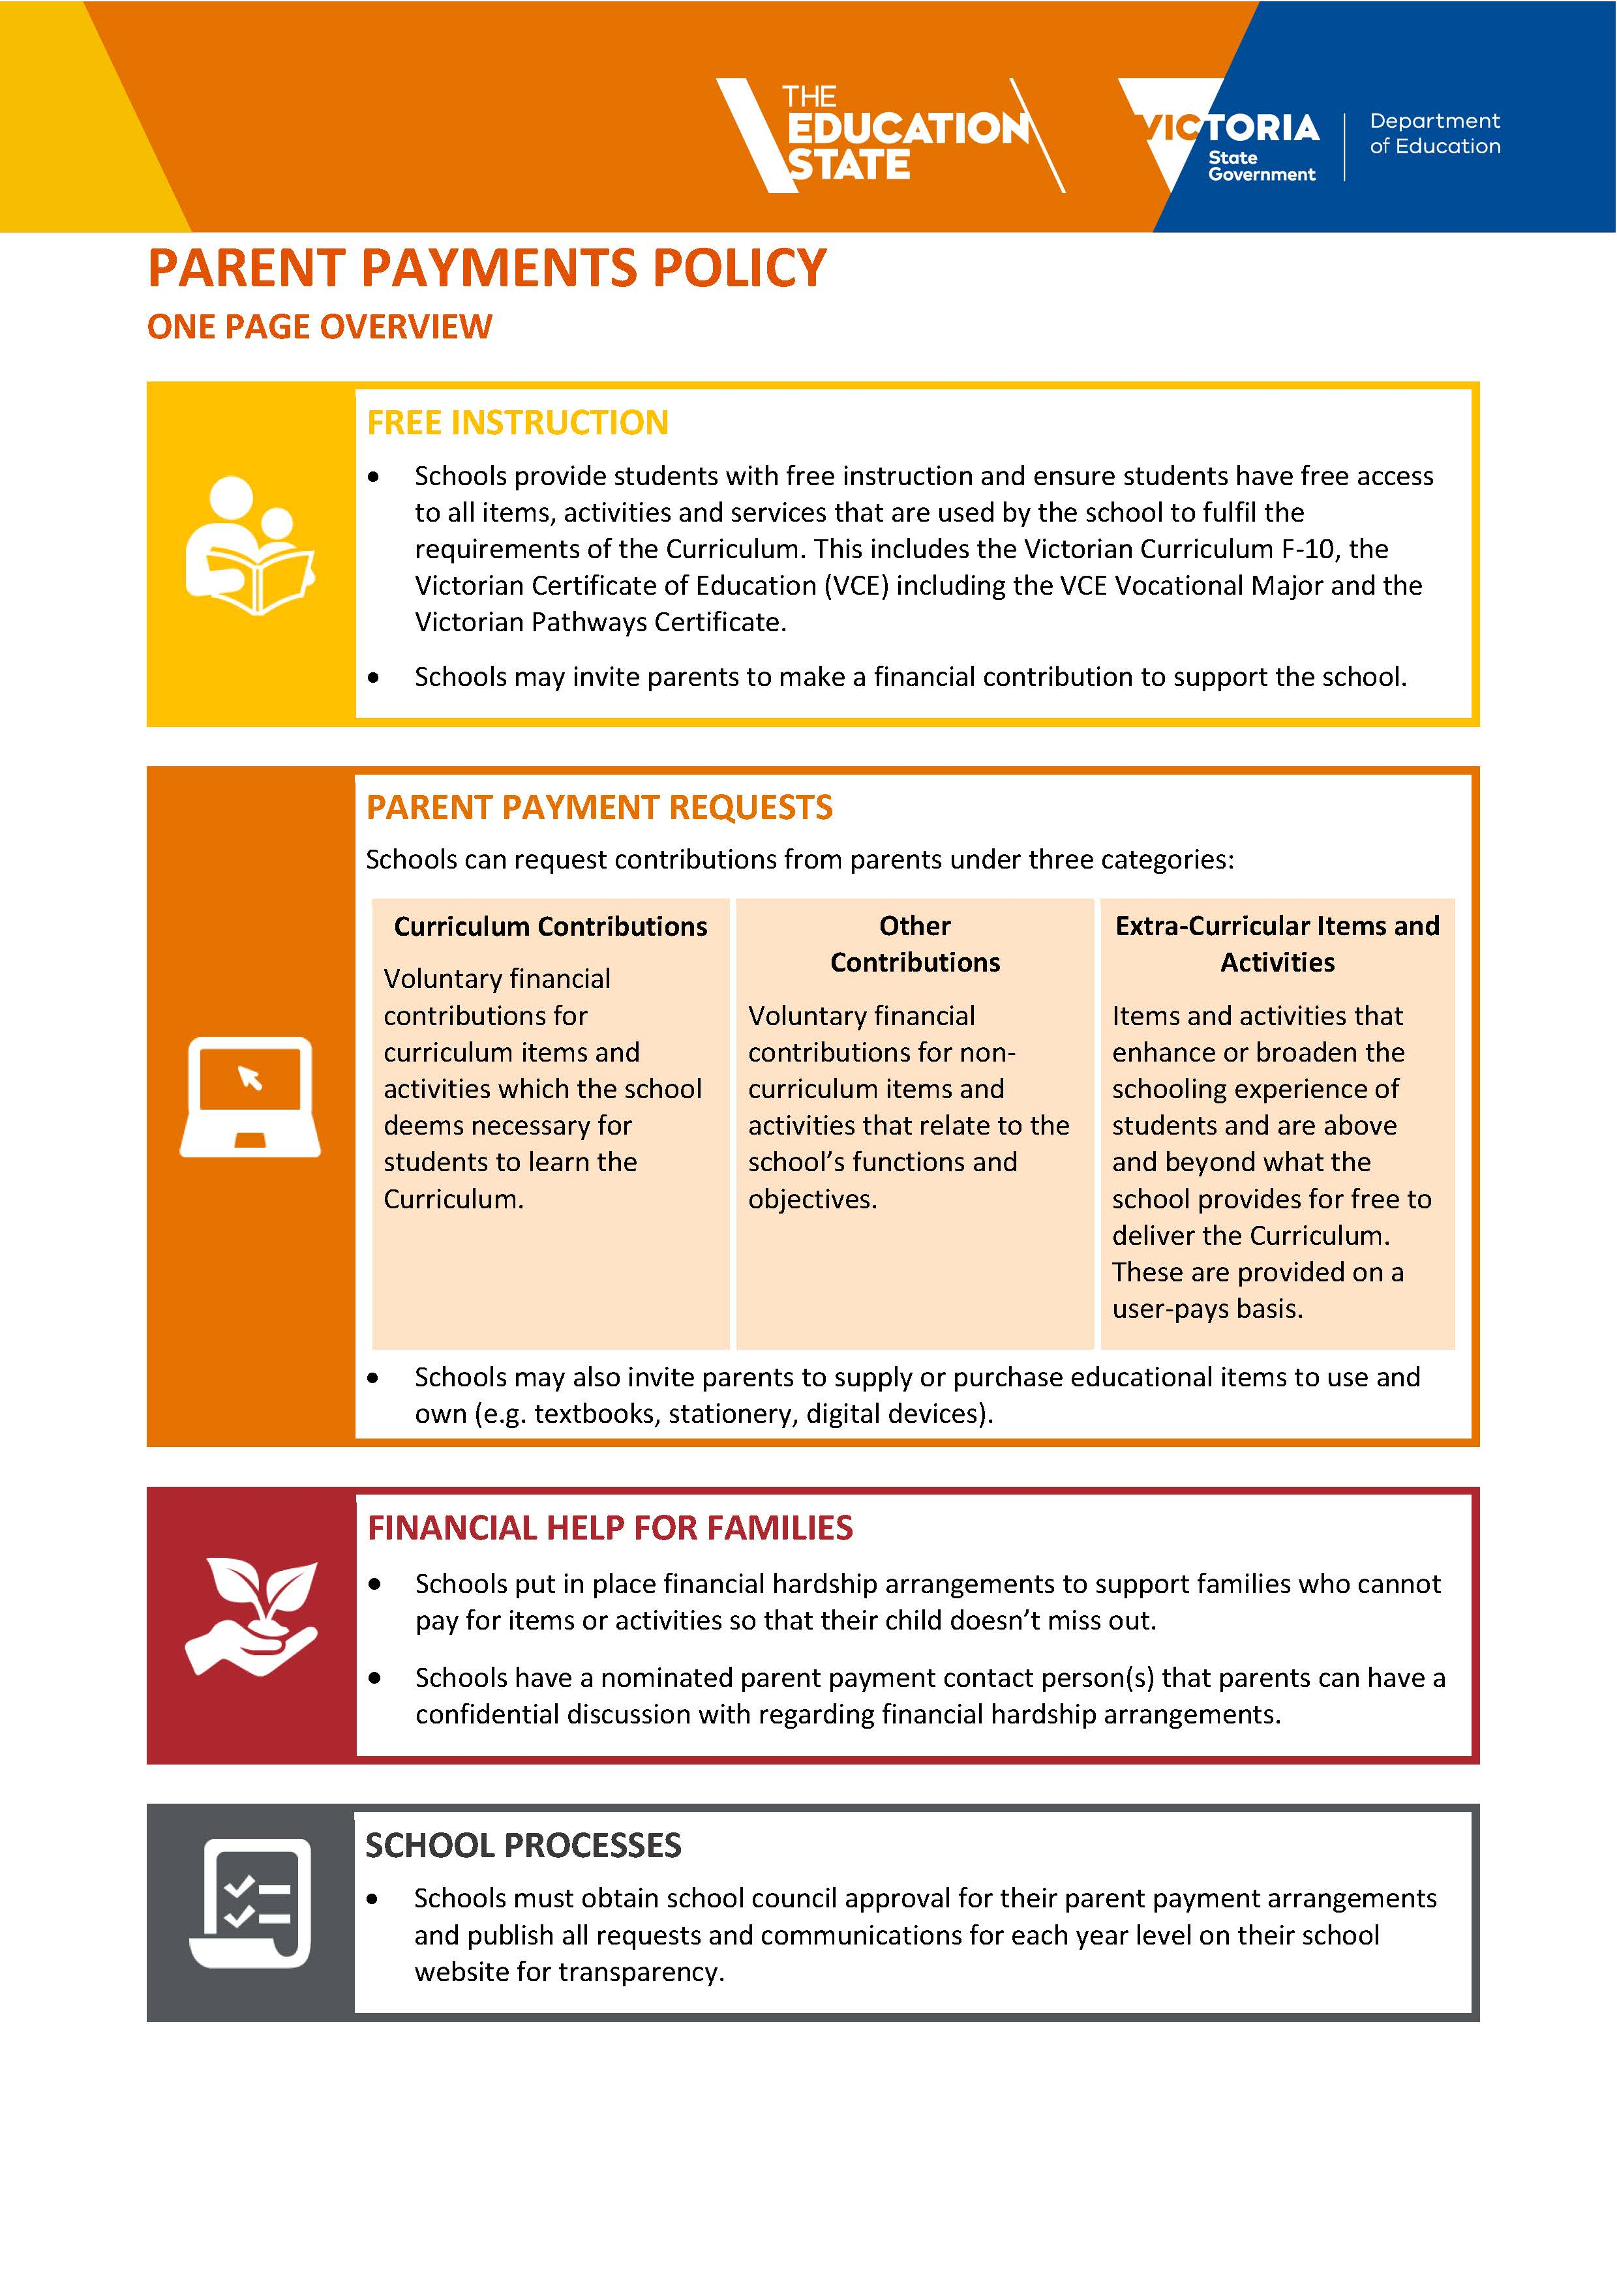 THE
EDUCATION
STATE
VICTORIA
State
Government
Department
of Education
PARENT PAYMENTS POLICY
ONE PAGE OVERVIEW
FREE INSTRUCTION
• Schools provide students with free instruction and ensure students have free access
to all items, activities and services that are used by the school to fulfil the
requirements of the Curriculum. This includes the Victorian Curriculum F-10, the
Victorian Certificate of Education (VCE) including the VCE Vocational Major and the
Victorian Pathways Certificate.
• Schools may invite parents to make a financial contribution to support the school.
PARENT PAYMENT REQUESTS
Schools can request contributions from parents under three categories:
Curriculum Contributions
Voluntary financial
contributions for
curriculum items and
activities which the school
deems necessary for
students to learn the
Curriculum.
Other
Contributions
Voluntary financial
contributions for non-
curriculum items and
activities that relate to the
school’s functions and
objectives.
Extra-Curricular Items and
Activities
Items and activities that
enhance or broaden the
schooling experience of
students and are above
and beyond what the
school provides for free to
deliver the Curriculum.
These are provided on a
user-pays basis.
• Schools may also invite parents to supply or purchase educational items to use and
own (e.g. textbooks, stationery, digital devices).
FINANCIAL HELP FOR FAMILIES
• Schools put in place financial hardship arrangements to support families who cannot
pay for items or activities so that their child doesn’t miss out.
• Schools have a nominated parent payment contact person(s) that parents can have a
confidential discussion with regarding financial hardship arrangements.
SCHOOL PROCESSES
• Schools must obtain school council approval for their parent payment arrangements
and publish all requests and communications for each year level on their school
website for transparency.